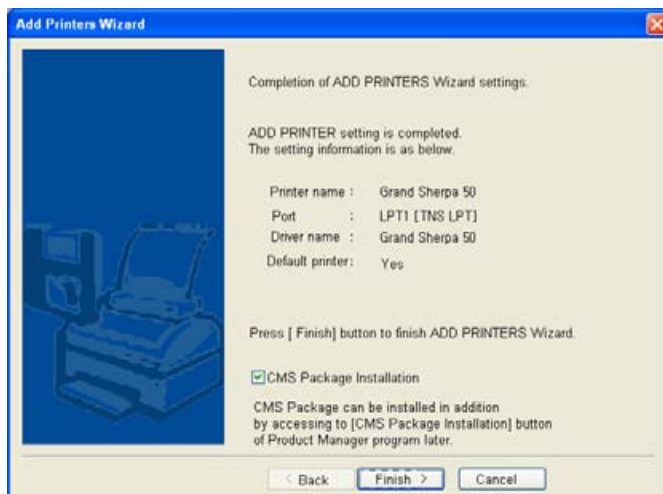 Add Printers Wizard
Completion of ADD PRINTERS Wizard settings.
ADD PRINTER setting is completed.
The setting information is as below.
Printer name : Grand Sherpa 50
Port : LPT1 [TNS LPT]
Driver name : Grand Sherpa 50
Default printer: Yes
Press [ Finish] button to finish ADD PRINTERS Wizard.
CMS Package Installation
CMS Package can be installed in addition
by accessing to [CMS Package Installation] button
of Product Manager program later.
< Back Finish > Cancel